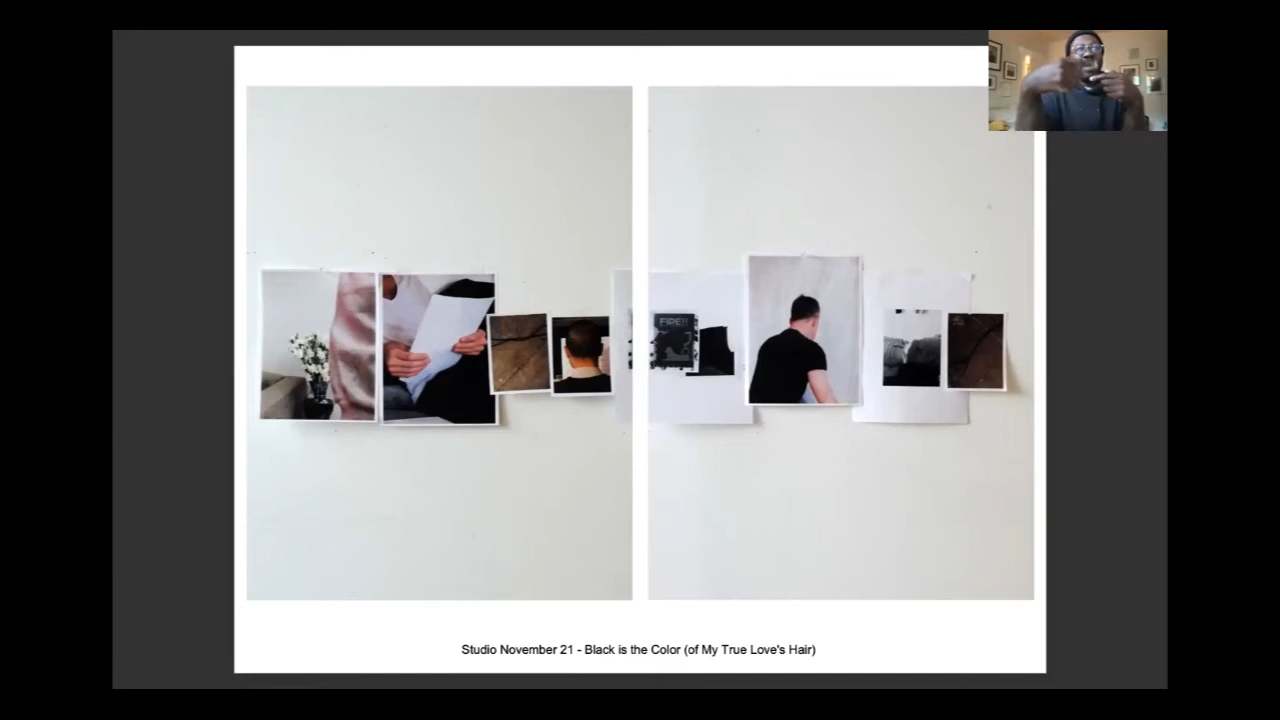 FIRE!!
Studio November 21 - Black is the Color (of My True Love's Hair)